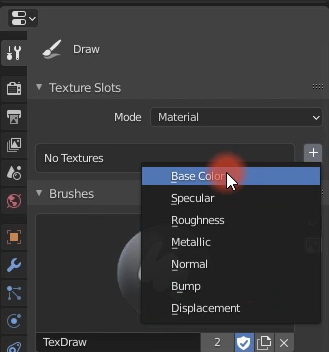 Draw
Texture Slots
Mode Material
No Textures
Base Color
Specular
Roughness
Metallic
Normal
Bump
Displacement
Brushes
TexDraw 2